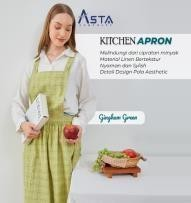 ASTA
HOMEWARE
KITCHEN APRON
Melindungi dari cipratan minyak
Material Linen Bertekstur
Nyaman dan Stylish
Detail Design Pola Aesthetic
Gingham Green